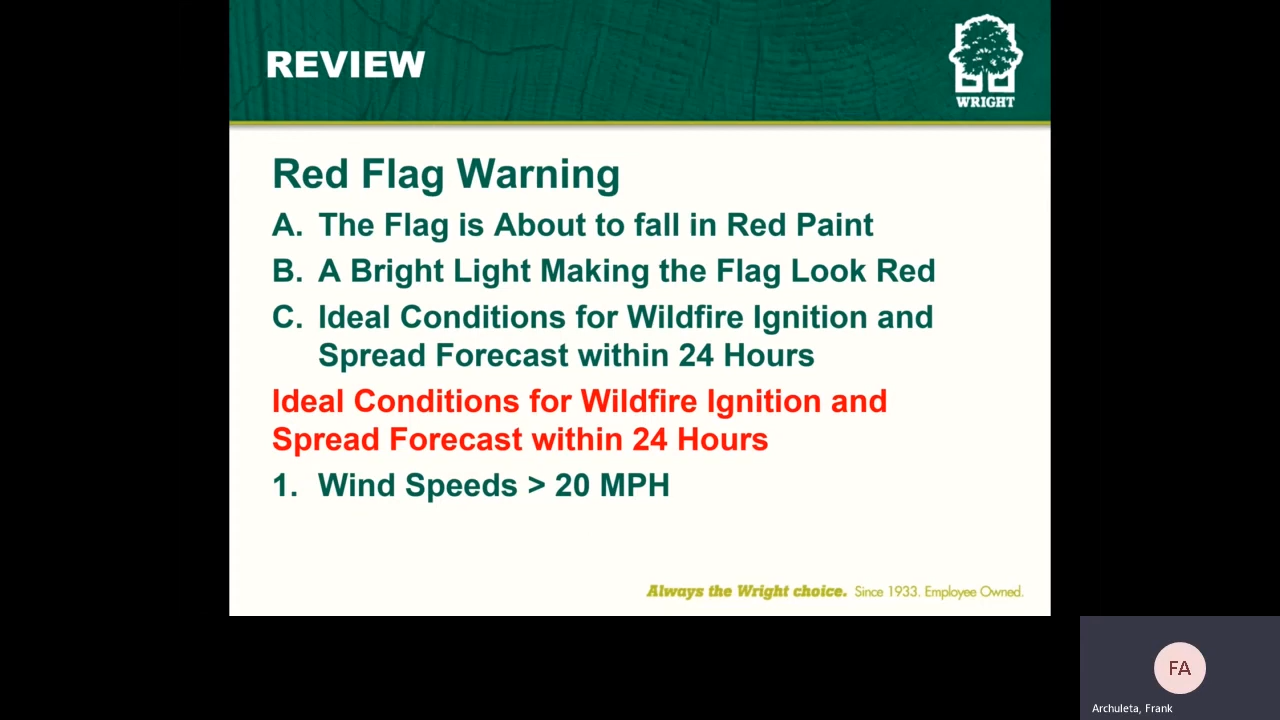 REVIEW
WRIGHT
Red Flag Warning
A. The Flag is About to fall in Red Paint
B. A Bright Light Making the Flag Look Red
C. Ideal Conditions for Wildfire Ignition and
Spread Forecast within 24 Hours
Ideal Conditions for Wildfire Ignition and
Spread Forecast within 24 Hours
1. Wind Speeds > 20 MPH
Always the Wright choice. Since 1933. Employee Owned.
FA
Archuleta, Frank